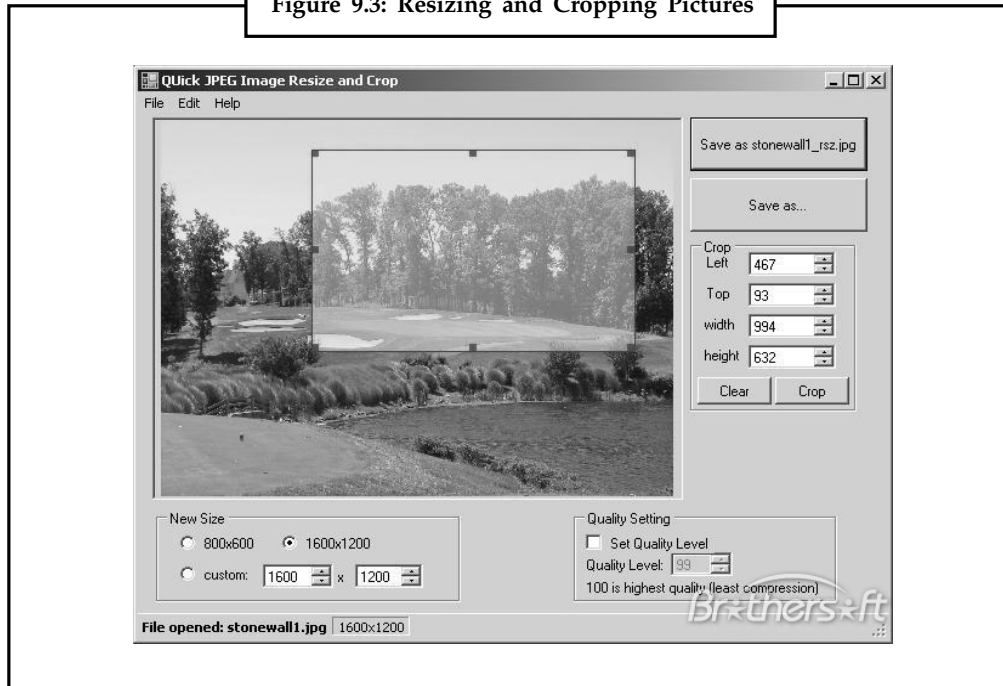 Figure 9.3: Resizing and Cropping Pictures
QUick JPEG Image Resize and Crop
File Edit Help
Save as stonewall1_rsz.jpg
Save as...
Crop
Left 467
Top 93
width 994
height 632
Clear Crop
New Size
800x600 1600x1200
custom: 1600 x 1200
Quality Setting
Set Quality Level
Quality Level: 99
100 is highest quality (least compression)
Brothersoft
File opened: stonewall1.jpg 1600x1200